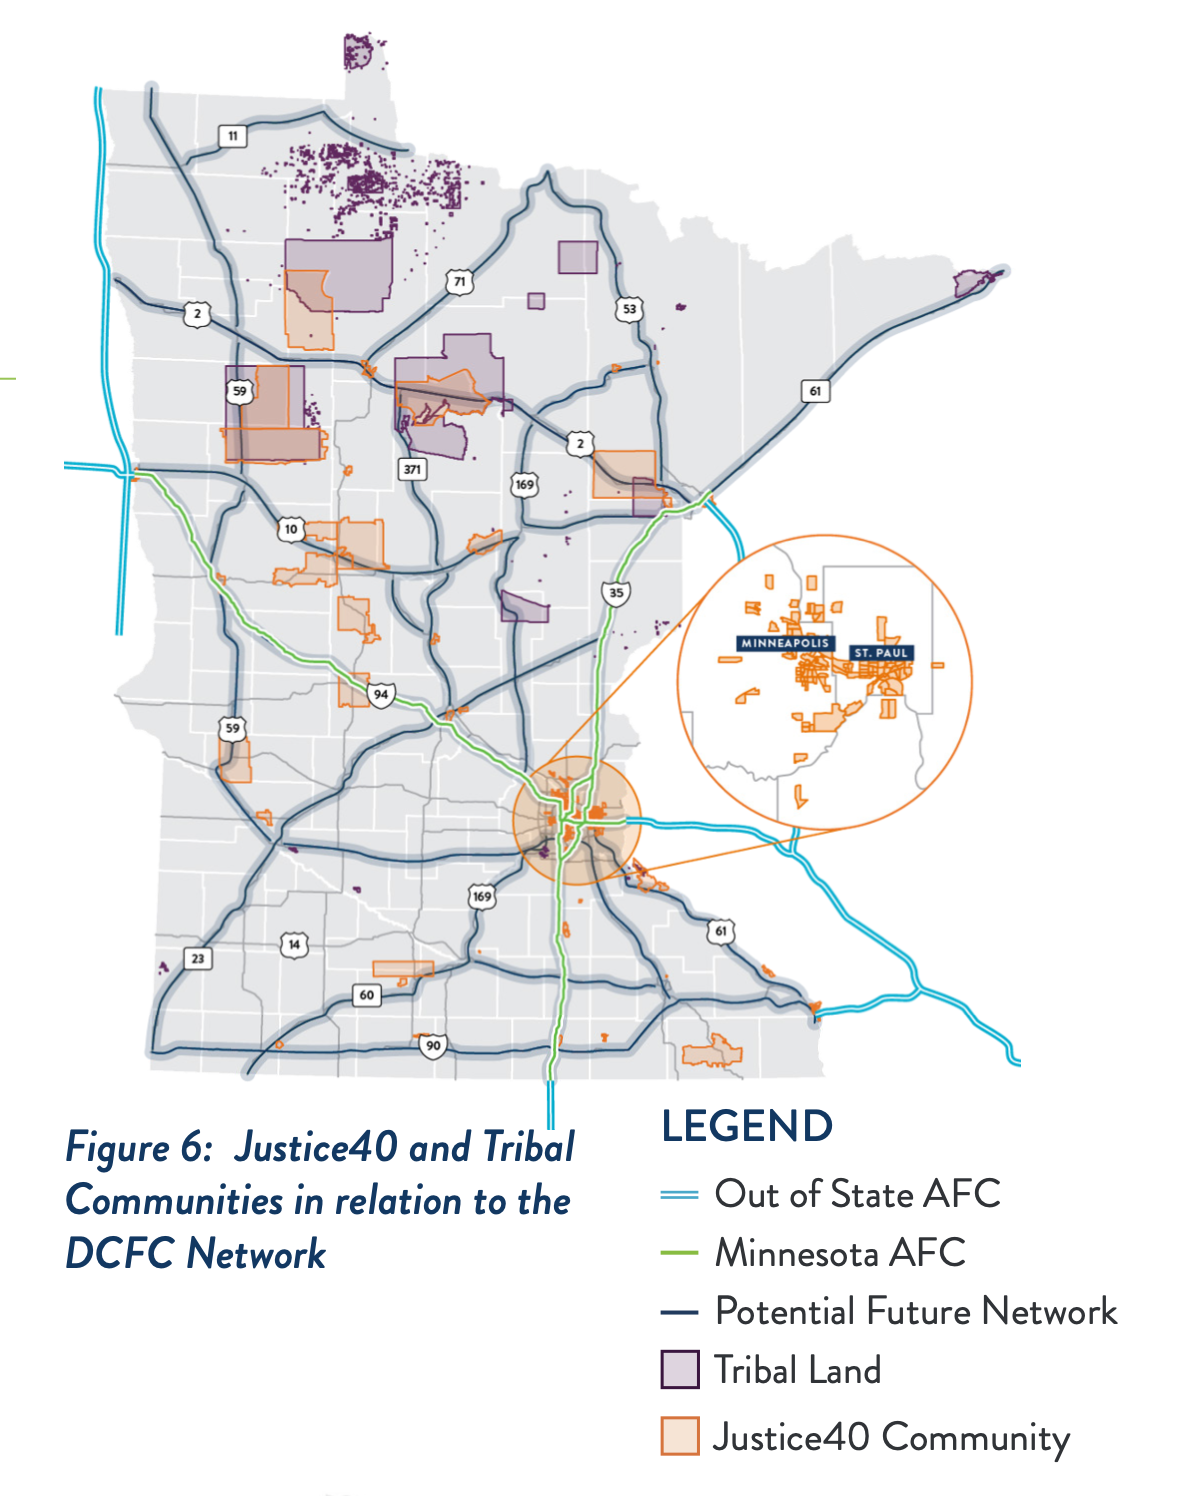 11
71
2
53
59
61
2
371
169
10
35
MINNEAPOLIS
ST. PAUL
94
59
169
61
14
23
60
90
Figure 6: Justice40 and Tribal
Communities in relation to the
DCFC Network
LEGEND
Out of State AFC
Minnesota AFC
Potential Future Network
Tribal Land
Justice40 Community